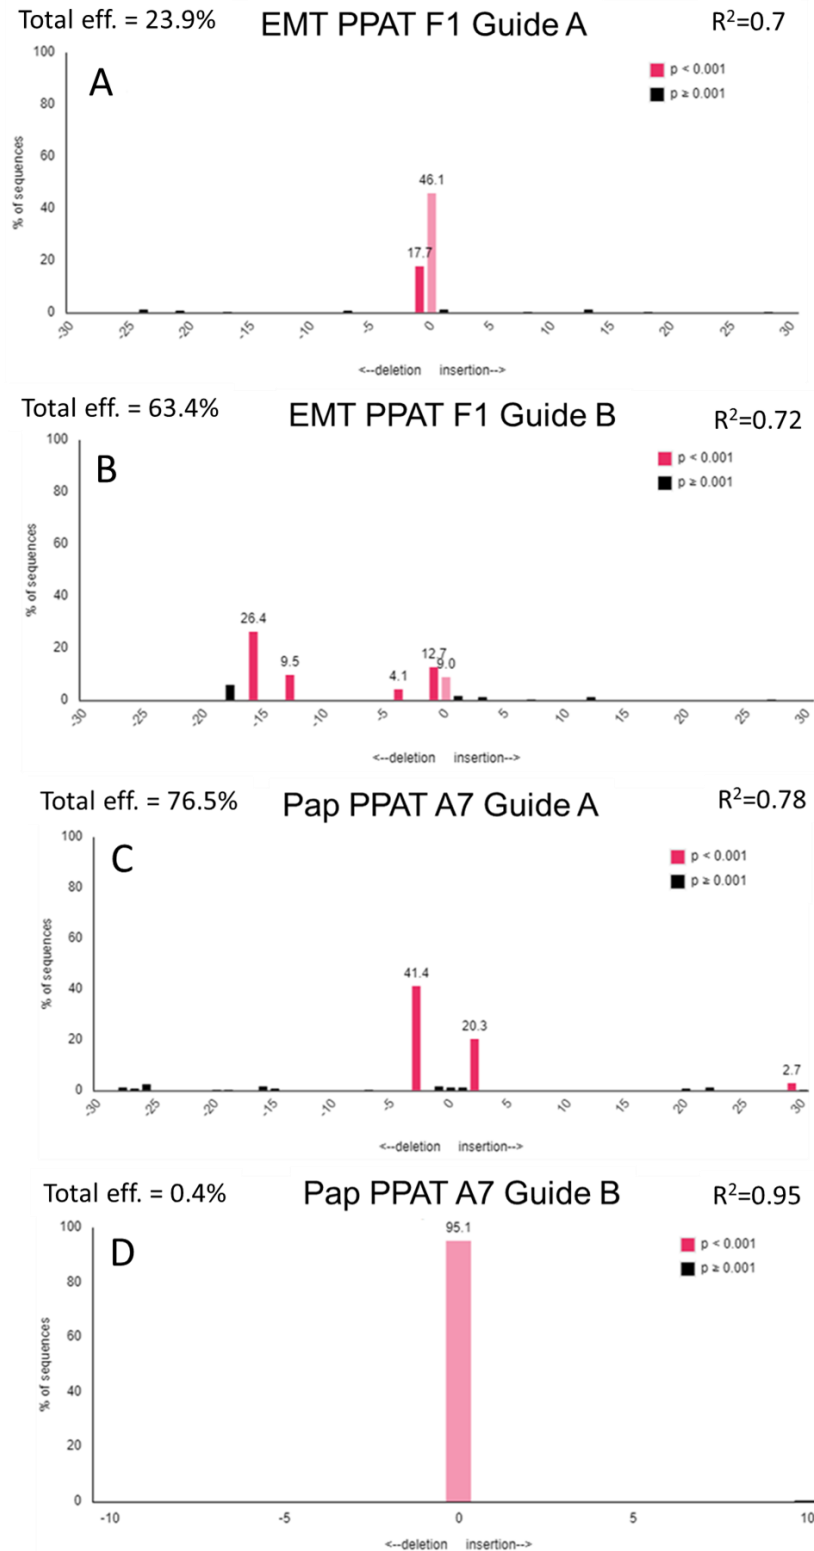 Total eff. = 23.9% EMT PPAT F1 Guide A R²=0.7
A
p < 0.001
p ≥ 0.001
% of sequences
100
80
60
40
20
0
46.1
17.7
-30 -25 -20 -15 -10 -5 0 5 10 15 20 25 30
<--deletion insertion-->
Total eff. = 63.4% EMT PPAT F1 Guide B R²=0.72
B
p < 0.001
p ≥ 0.001
% of sequences
100
80
60
40
20
0
26.4
9.5
4.1
12.7
9.0
-30 -25 -20 -15 -10 -5 0 5 10 15 20 25 30
<--deletion insertion-->
Total eff. = 76.5% Pap PPAT A7 Guide A R²=0.78
C
p < 0.001
p ≥ 0.001
% of sequences
100
80
60
40
20
0
41.4
20.3
2.7
-30 -25 -20 -15 -10 -5 0 5 10 15 20 25 30
<--deletion insertion-->
Total eff. = 0.4% Pap PPAT A7 Guide B R²=0.95
D
p < 0.001
p ≥ 0.001
% of sequences
100
80
60
40
20
0
95.1
-10 -5 0 5 10
<--deletion insertion-->